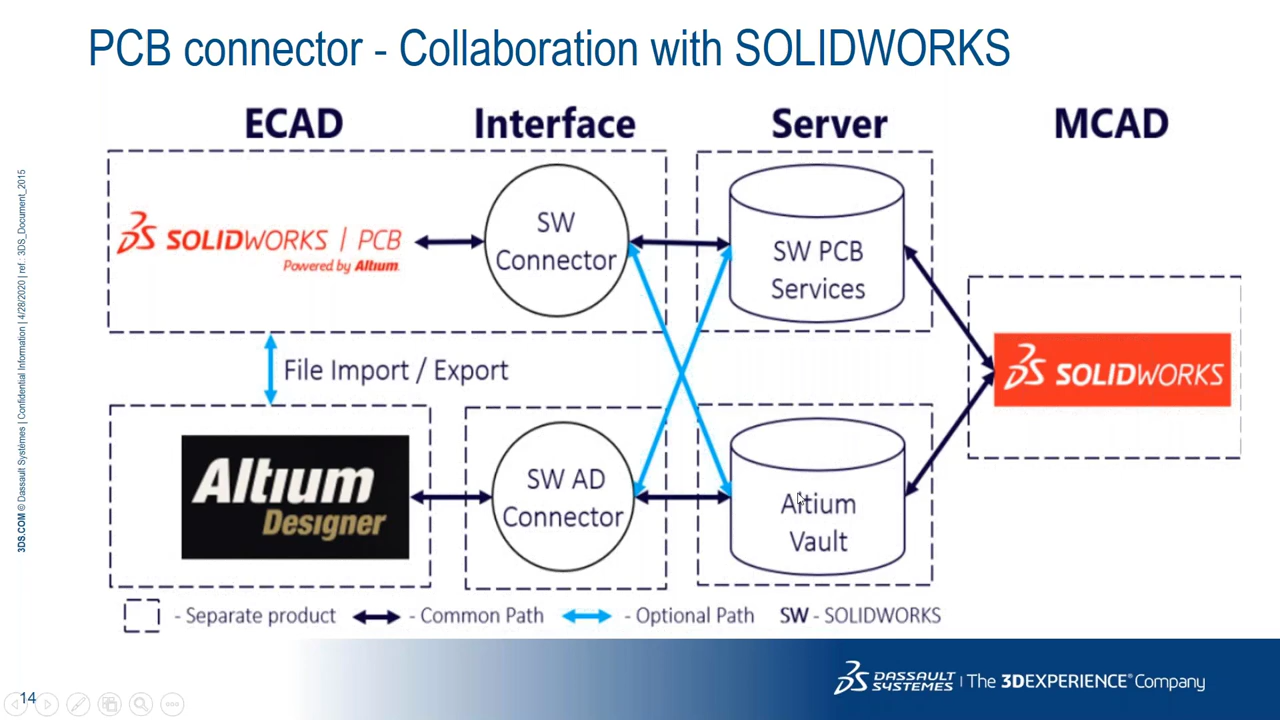 PCB connector - Collaboration with SOLIDWORKS
ECAD
Interface
Server
MCAD
3DS.COM © Dassault Systèmes | Confidential Information | 4/28/2020 | ref.: 3DS_Document_2015
SOLIDWORKS | PCB
Powered by Altium
SW
Connector
SW PCB
Services
File Import / Export
SOLIDWORKS
Altium
Designer
SW AD
Connector
Altium
Vault
- Separate product
- Common Path
- Optional Path
SW - SOLIDWORKS
14
DASSAULT
SYSTEMES
The 3DEXPERIENCE® Company